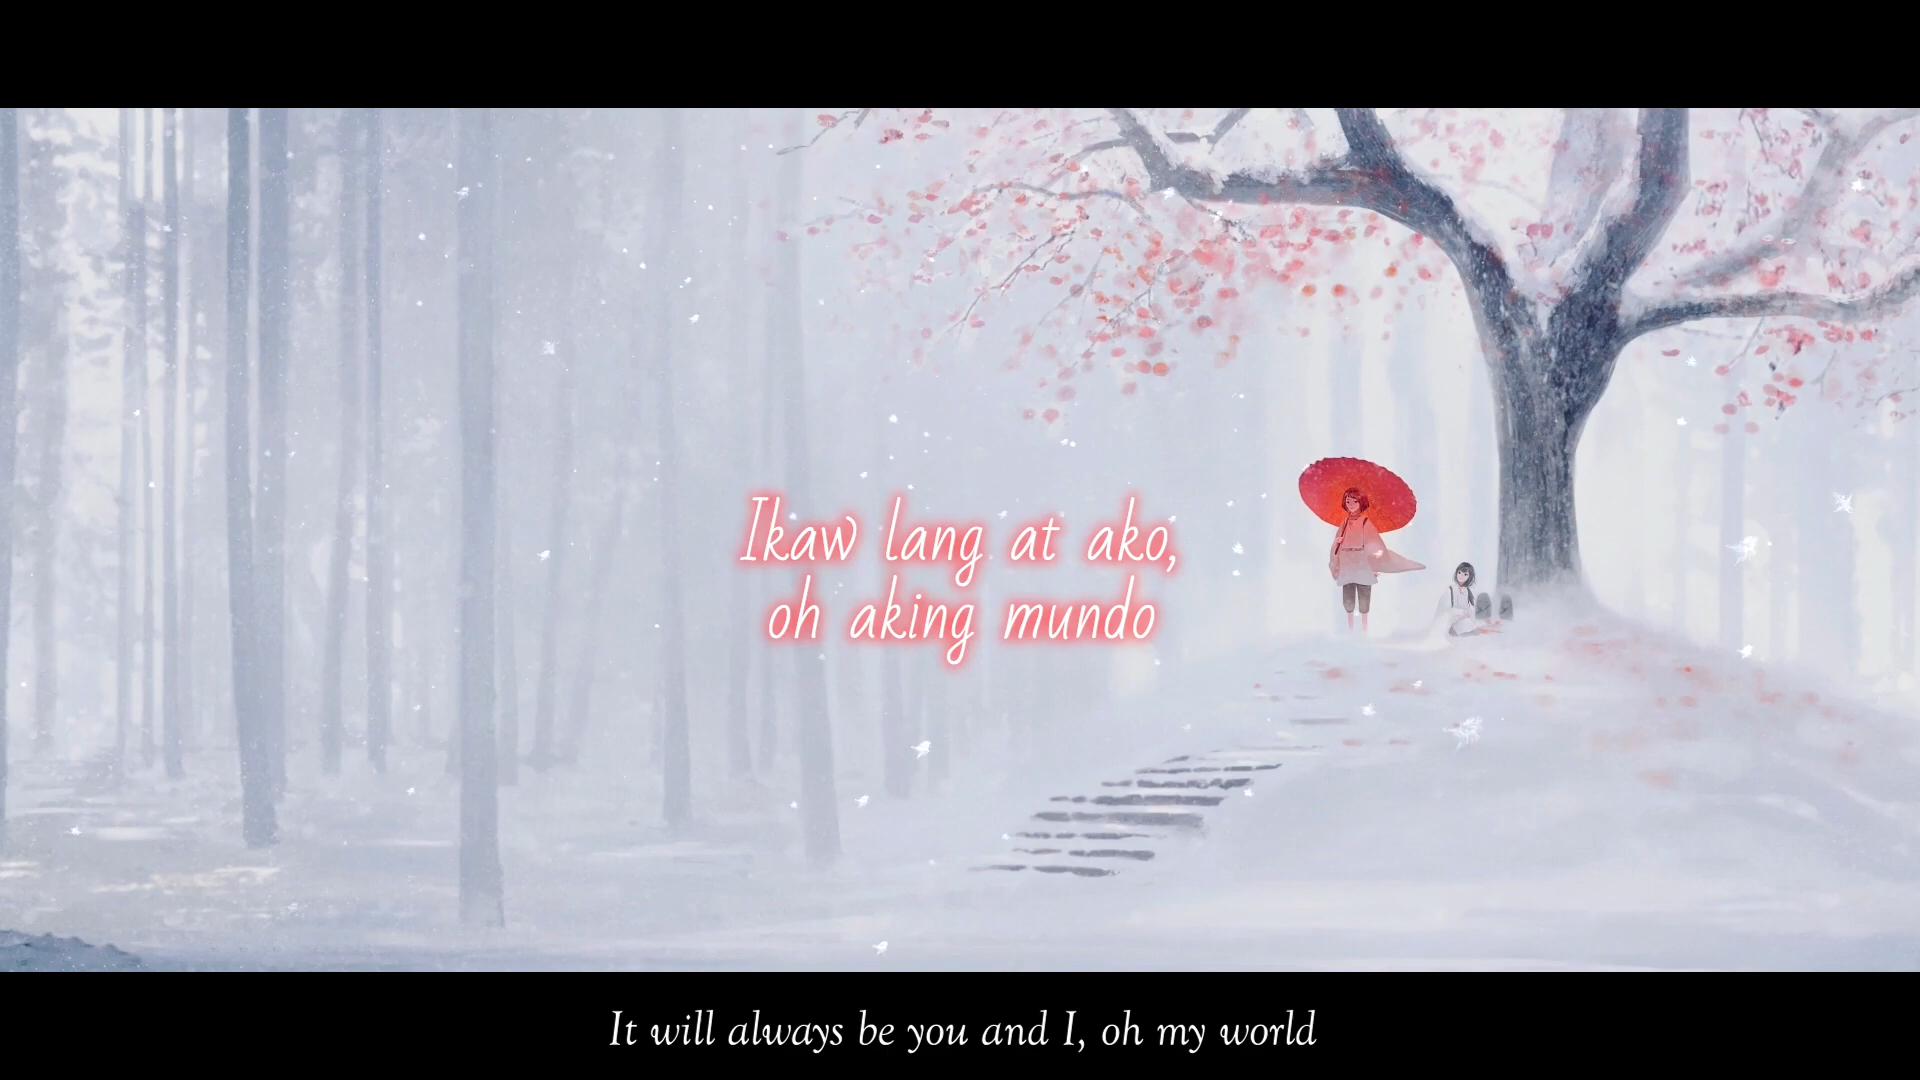 Ikaw lang at ako,
oh aking mundo
It will always be you and I, oh my world